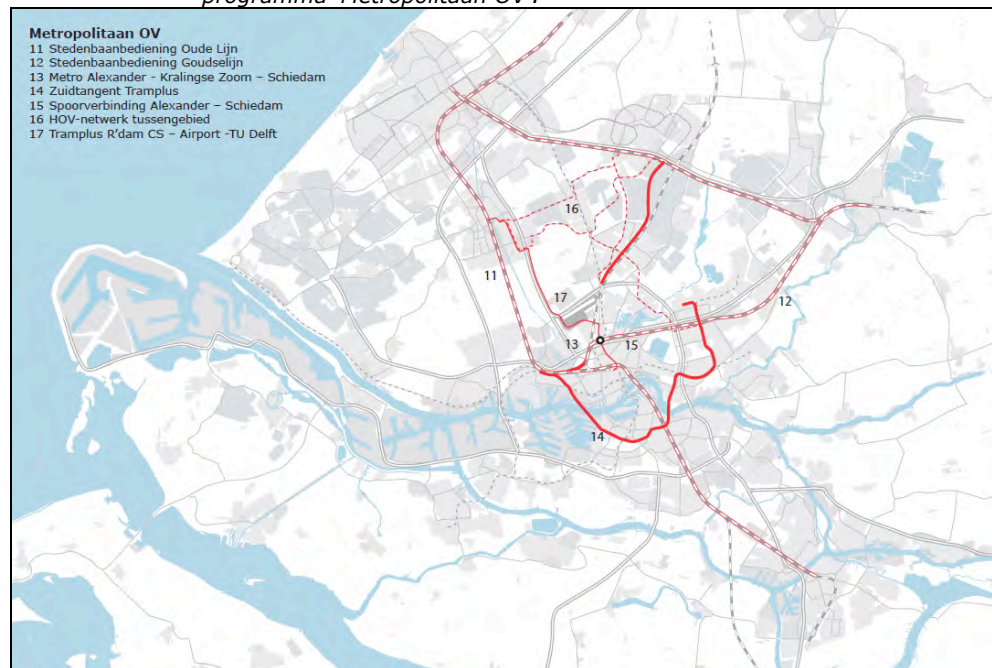 programma 'Metropolitaan OV'.
Metropolitaan OV
11 Stedenbaanbediening Oude Lijn
12 Stedenbaanbediening Goudselijn
13 Metro Alexander - Kralingse Zoom – Schiedam
14 Zuidtangent Tramplus
15 Spoorverbinding Alexander – Schiedam
16 HOV-netwerk tussengebied
17 Tramplus R'dam CS – Airport -TU Delft
16
11
17
12
13
15
14